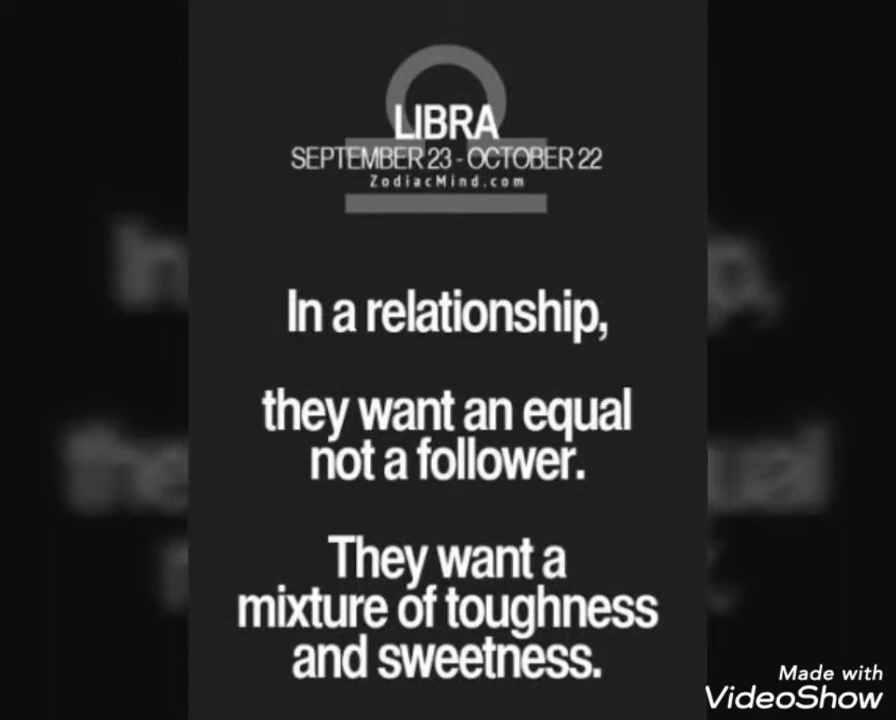 LIBRA
SEPTEMBER 23 - OCTOBER 22
ZodiacMind.com
In a relationship,
they want an equal
not a follower.
They want a
mixture of toughness
and sweetness.
Made with
VideoShow